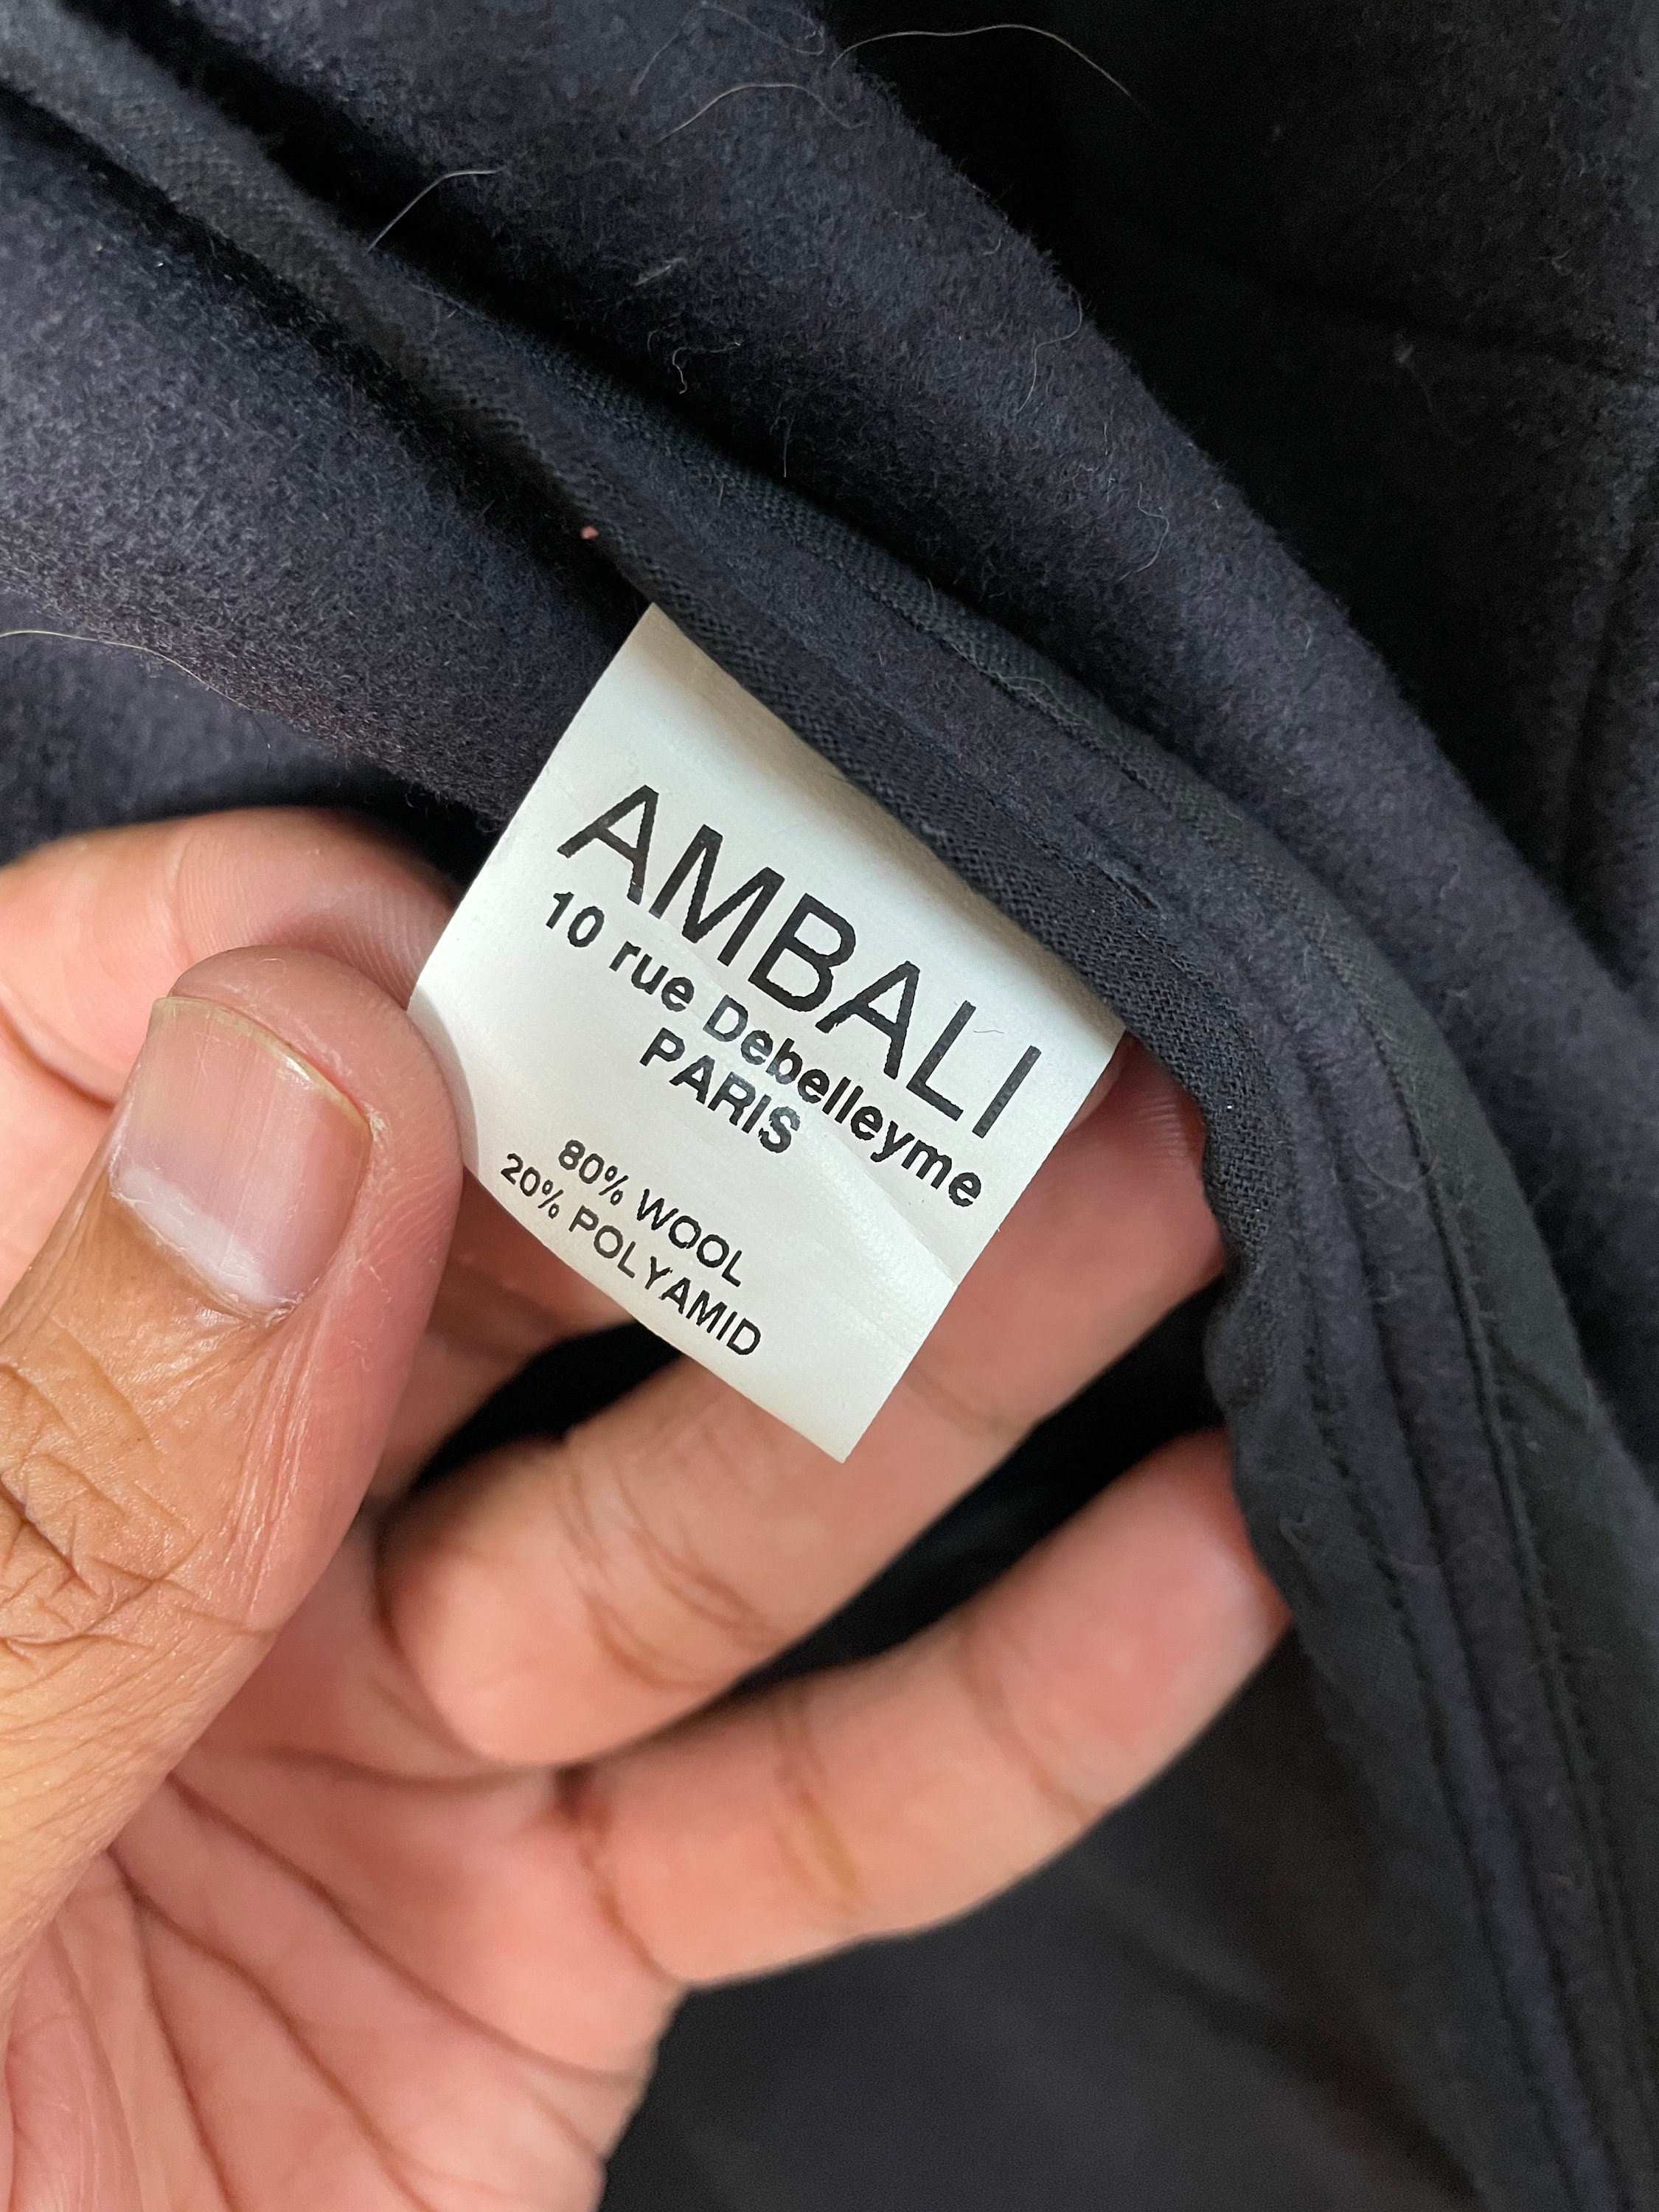 AMBALI
10 rue Debelleyme
PARIS
80% WOOL
20% POLYAMID